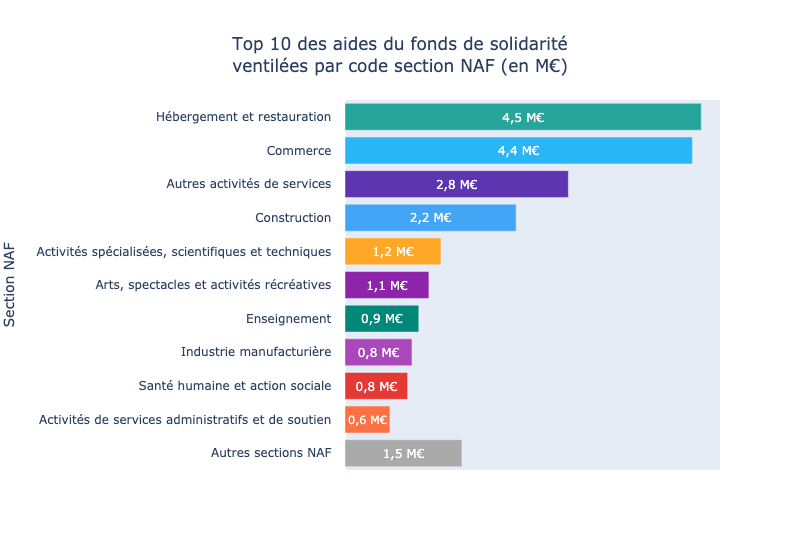 Top 10 des aides du fonds de solidarité
ventilées par code section NAF (en M€)
Section NAF
Hébergement et restauration 4,5 M€
Commerce 4,4 M€
Autres activités de services 2,8 M€
Construction 2,2 M€
Activités spécialisées, scientifiques et techniques 1,2 M€
Arts, spectacles et activités récréatives 1,1 M€
Enseignement 0,9 M€
Industrie manufacturière 0,8 M€
Santé humaine et action sociale 0,8 M€
Activités de services administratifs et de soutien 0,6 M€
Autres sections NAF 1,5 M€